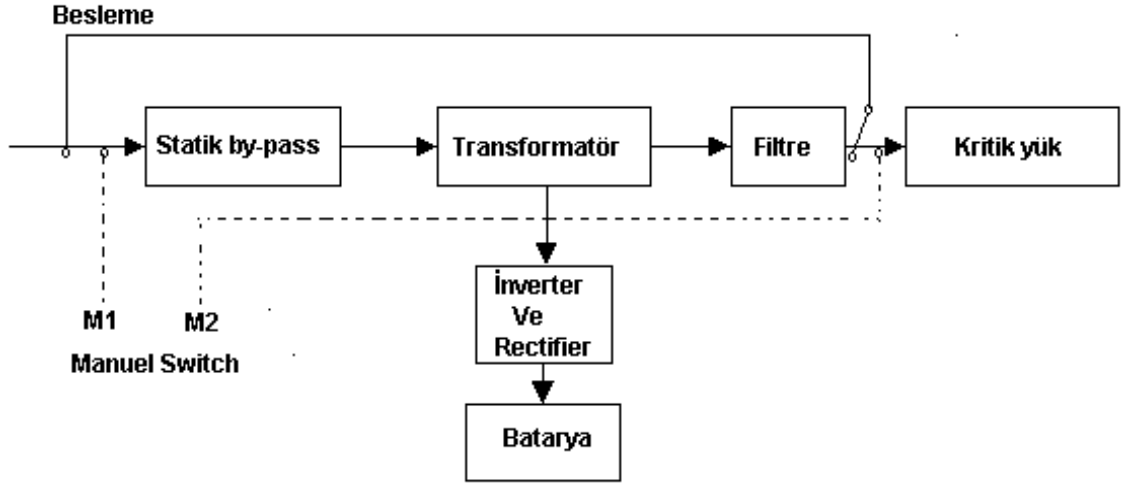 Besleme
Statik by-pass
Transformatör
Filtre
Kritik yük
İnverter
Ve
Rectifier
M1
M2
Manuel Switch
Batarya